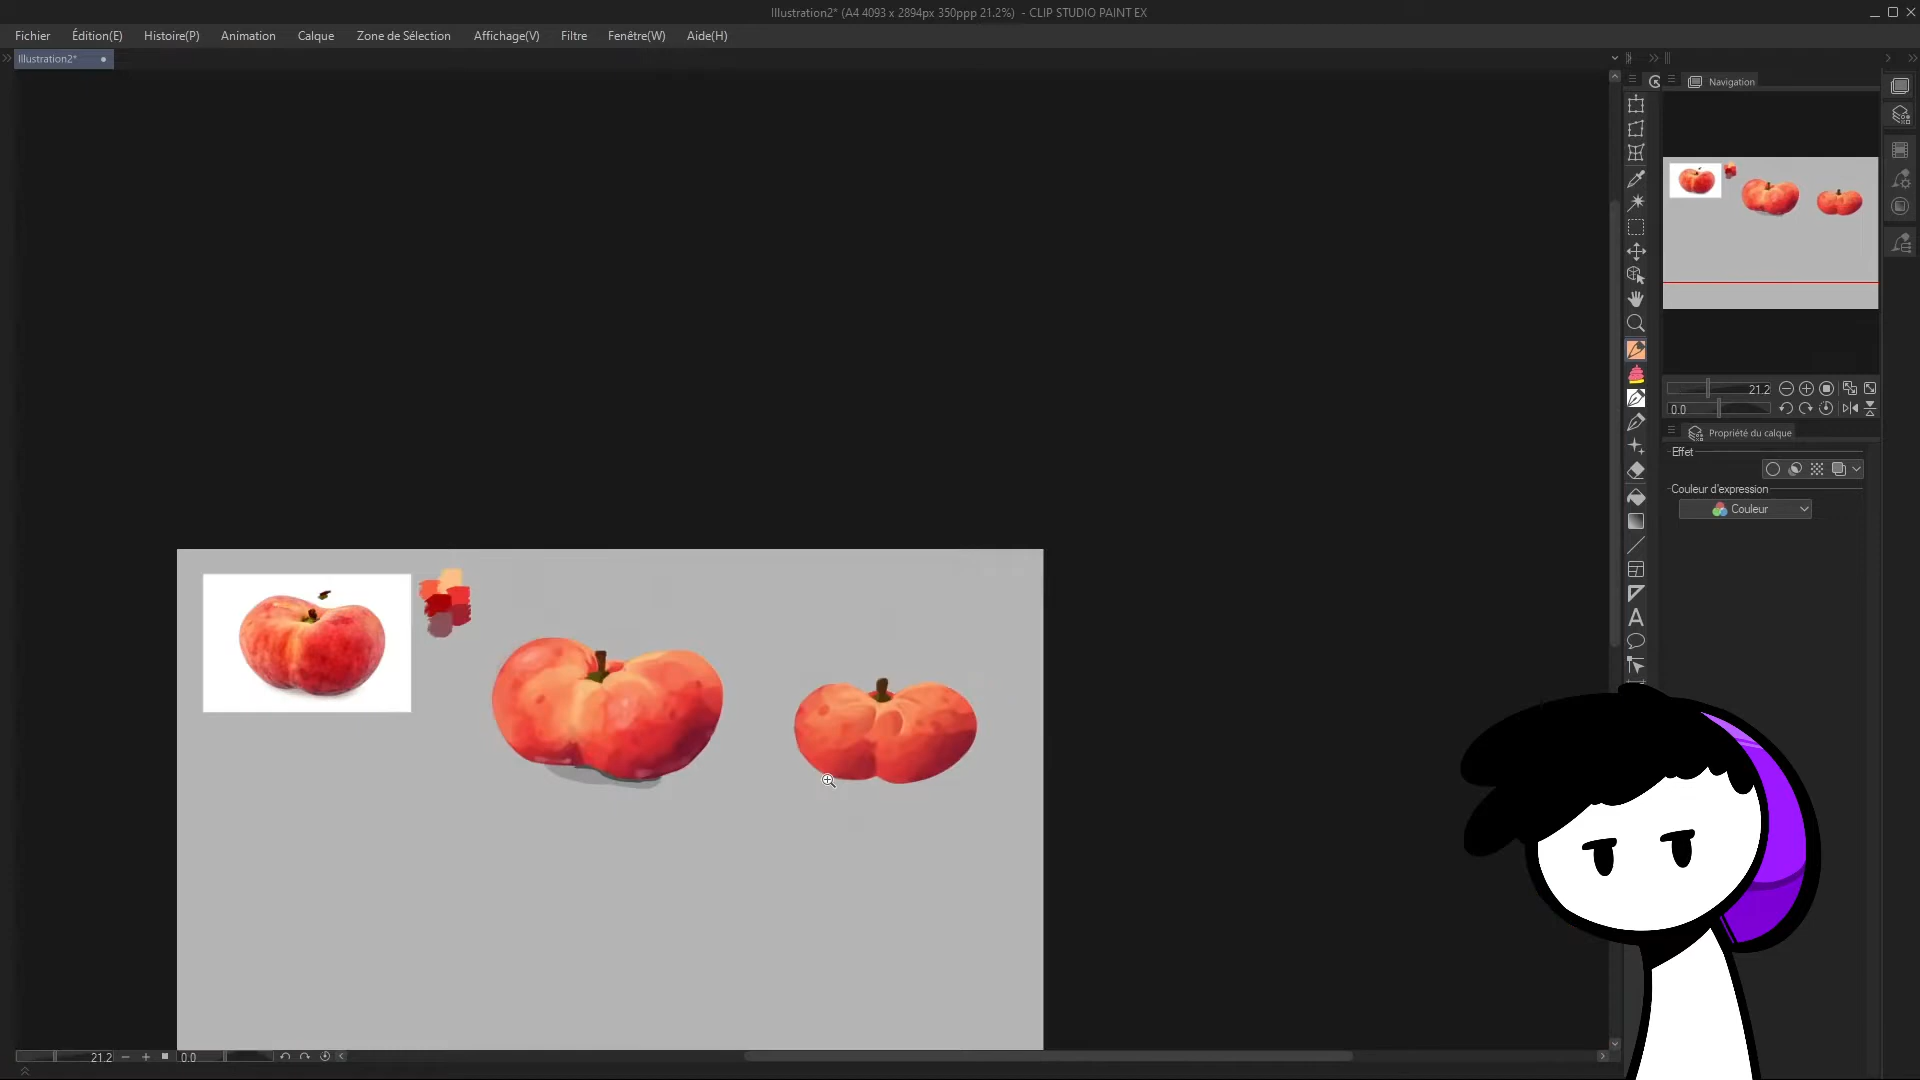 Illustration2* (A4 4093 x 2894px 350ppp 21.2%) - CLIP STUDIO PAINT EX
Fichier Édition(E) Histoire(P) Animation Calque Zone de Sélection Affichage(V) Filtre Fenêtre(W) Aide(H)
Illustration2*
Navigation
21.2
0.0
Propriété du calque
Effet
Couleur d'expression
Couleur
21.2 0.0